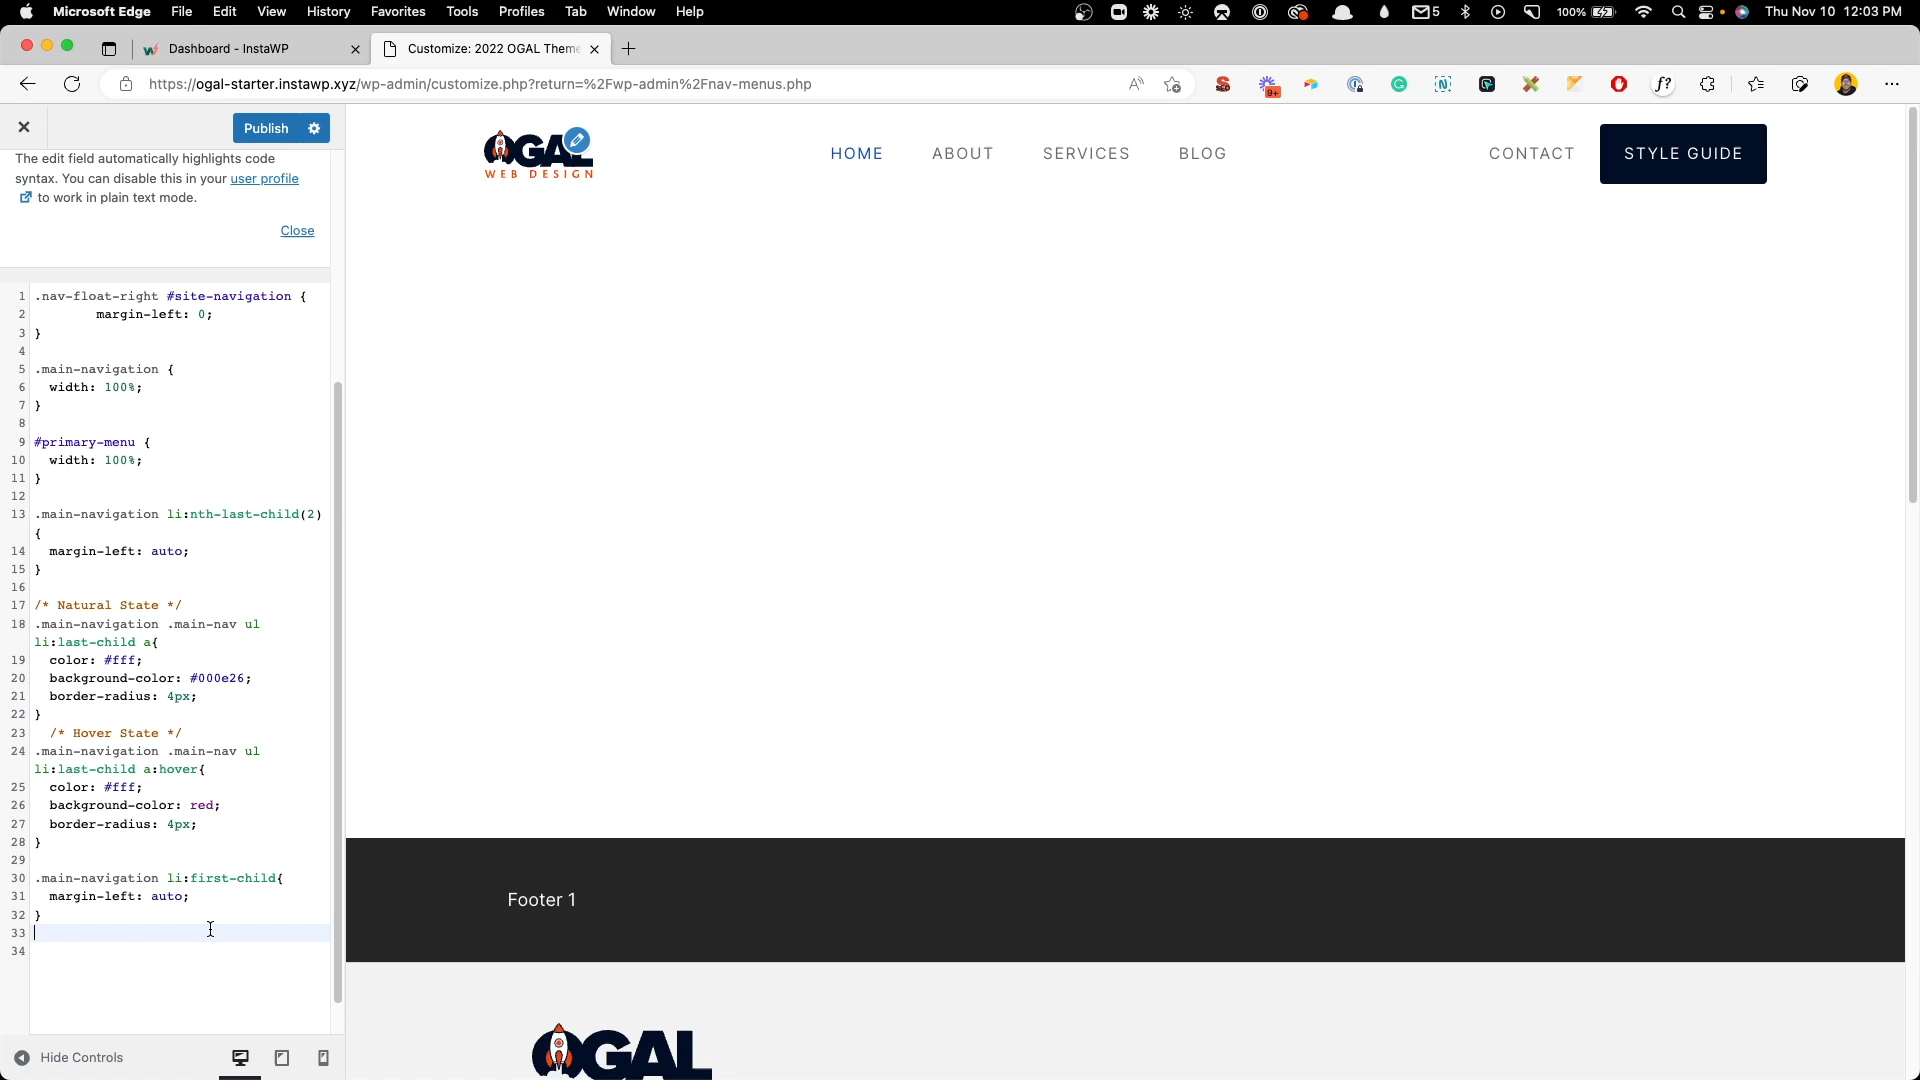 Microsoft Edge File Edit View History Favorites Tools Profiles Tab Window Help 5 100% Thu Nov 10 12:03 PM
Dashboard - InstaWP Customize: 2022 OGAL Theme
https://ogal-starter.instawp.xyz/wp-admin/customize.php?return=%2Fwp-admin%2Fnav-menus.php
Publish
The edit field automatically highlights code
syntax. You can disable this in your user profile
to work in plain text mode.
Close
1 .nav-float-right #site-navigation {
2 margin-left: 0;
3 }
4
5 .main-navigation {
6 width: 100%;
7 }
8
9 #primary-menu {
10 width: 100%;
11 }
12
13 .main-navigation li:nth-last-child(2)
{
14 margin-left: auto;
15 }
16
17 /* Natural State */
18 .main-navigation .main-nav ul
li:last-child a{
19 color: #fff;
20 background-color: #000e26;
21 border-radius: 4px;
22 }
23 /* Hover State */
24 .main-navigation .main-nav ul
li:last-child a:hover{
25 color: #fff;
26 background-color: red;
27 border-radius: 4px;
28 }
29
30 .main-navigation li:first-child{
31 margin-left: auto;
32 }
33
34
Hide Controls
OGAL
WEB DESIGN
HOME ABOUT SERVICES BLOG CONTACT STYLE GUIDE
Footer 1
OGAL